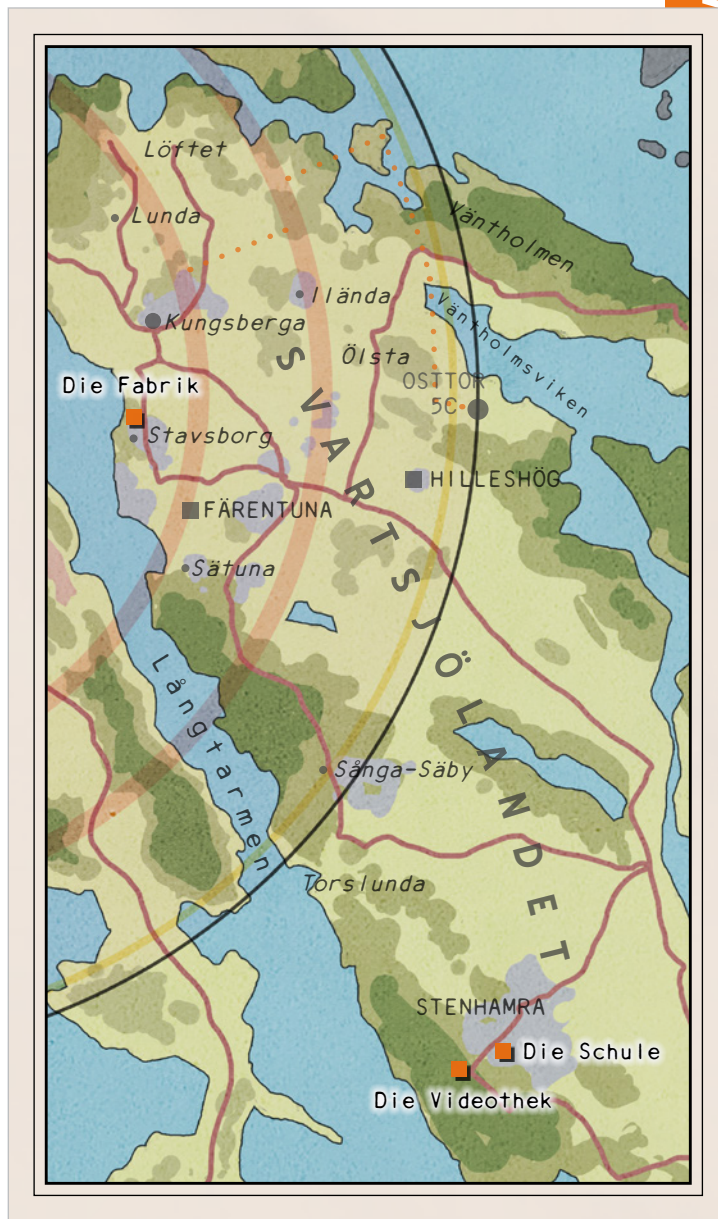 Löftet
Lunda
Väntholmen
Illända
Väntholmsviken
Kungsberga
Ölsta
OSTTOR
5C
Die Fabrik
Stavsborg
HILLESHÖG
FÄRENTUNA
SVARTSJÖLANDET
Sätuna
Långtarmen
Sånga-Säby
Torslunda
STENHAMRA
Die Schule
Die Videothek